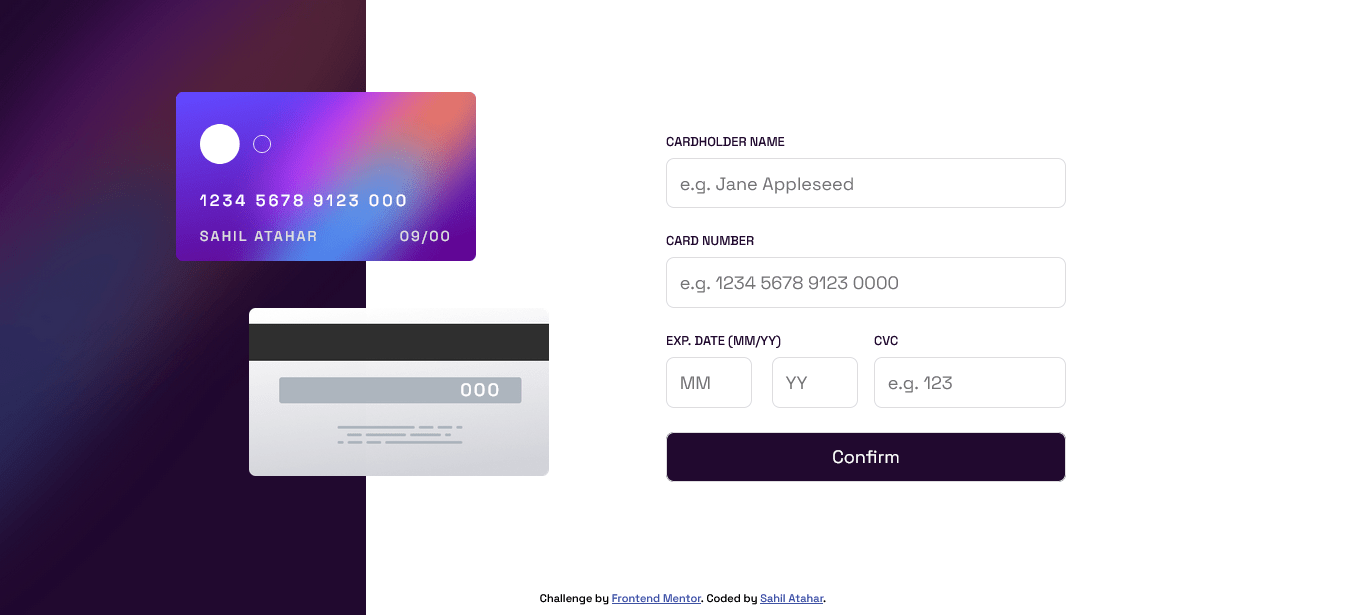 1234 5678 9123 000
SAHIL ATAHAR 09/00
000
CARDHOLDER NAME
e.g. Jane Appleseed
CARD NUMBER
e.g. 1234 5678 9123 0000
EXP. DATE (MM/YY) CVC
MM YY e.g. 123
Confirm
Challenge by Frontend Mentor. Coded by Sahil Atahar.